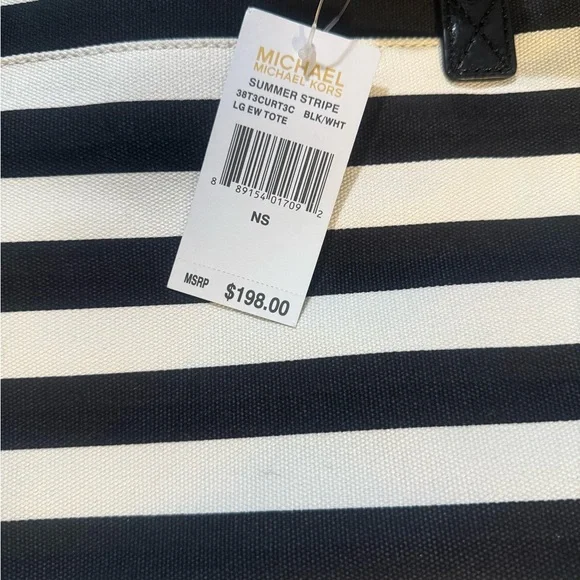 MICHAEL
MICHAEL KORS
SUMMER STRIPE
38T3CURT3C BLK/WHT
LG EW TOTE
8 89154 01709 2
NS
MSRP $198.00